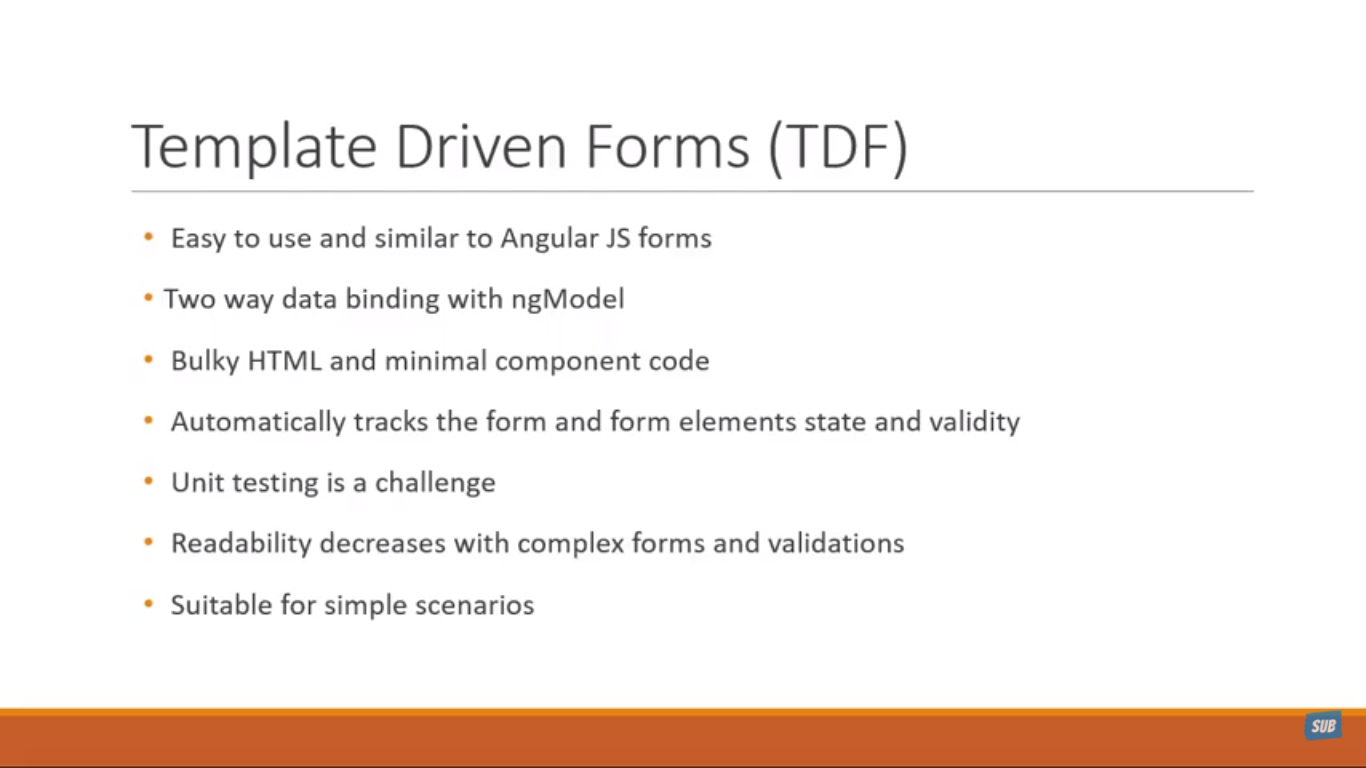 Template Driven Forms (TDF)
• Easy to use and similar to Angular JS forms
• Two way data binding with ngModel
• Bulky HTML and minimal component code
• Automatically tracks the form and form elements state and validity
• Unit testing is a challenge
• Readability decreases with complex forms and validations
• Suitable for simple scenarios
SUB